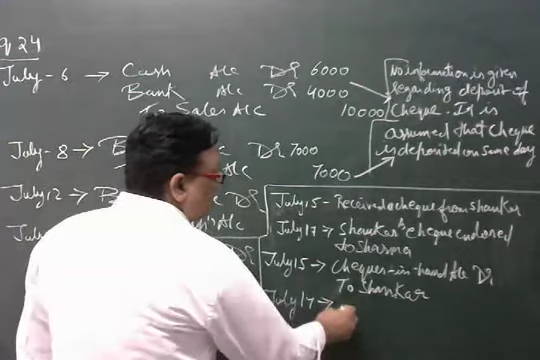 q 24
July - 6 → Cash A/c Dr 6000
Bank A/c Dr 4000
To Sales A/c 10000
July - 8 → Dr 7000
A/c 7000
July 12 → Dr
A/c
July
No information is given
regarding deposit of
Cheque. It is
assumed that Cheque
is deposited on same day
July 15 - Received a cheque from Shankar
July 17 → Shankar's cheque endorsed
to Sharma
July 15 → Cheques-in-hand A/c Dr
To Shankar
July 17 →